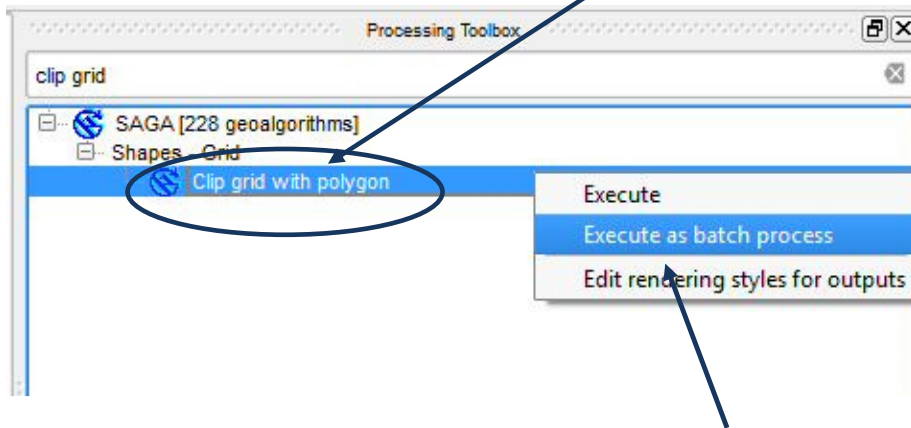 Processing Toolbox
clip grid
SAGA [228 geoalgorithms]
Shapes - Grid
Clip grid with polygon
Execute
Execute as batch process
Edit rendering styles for outputs